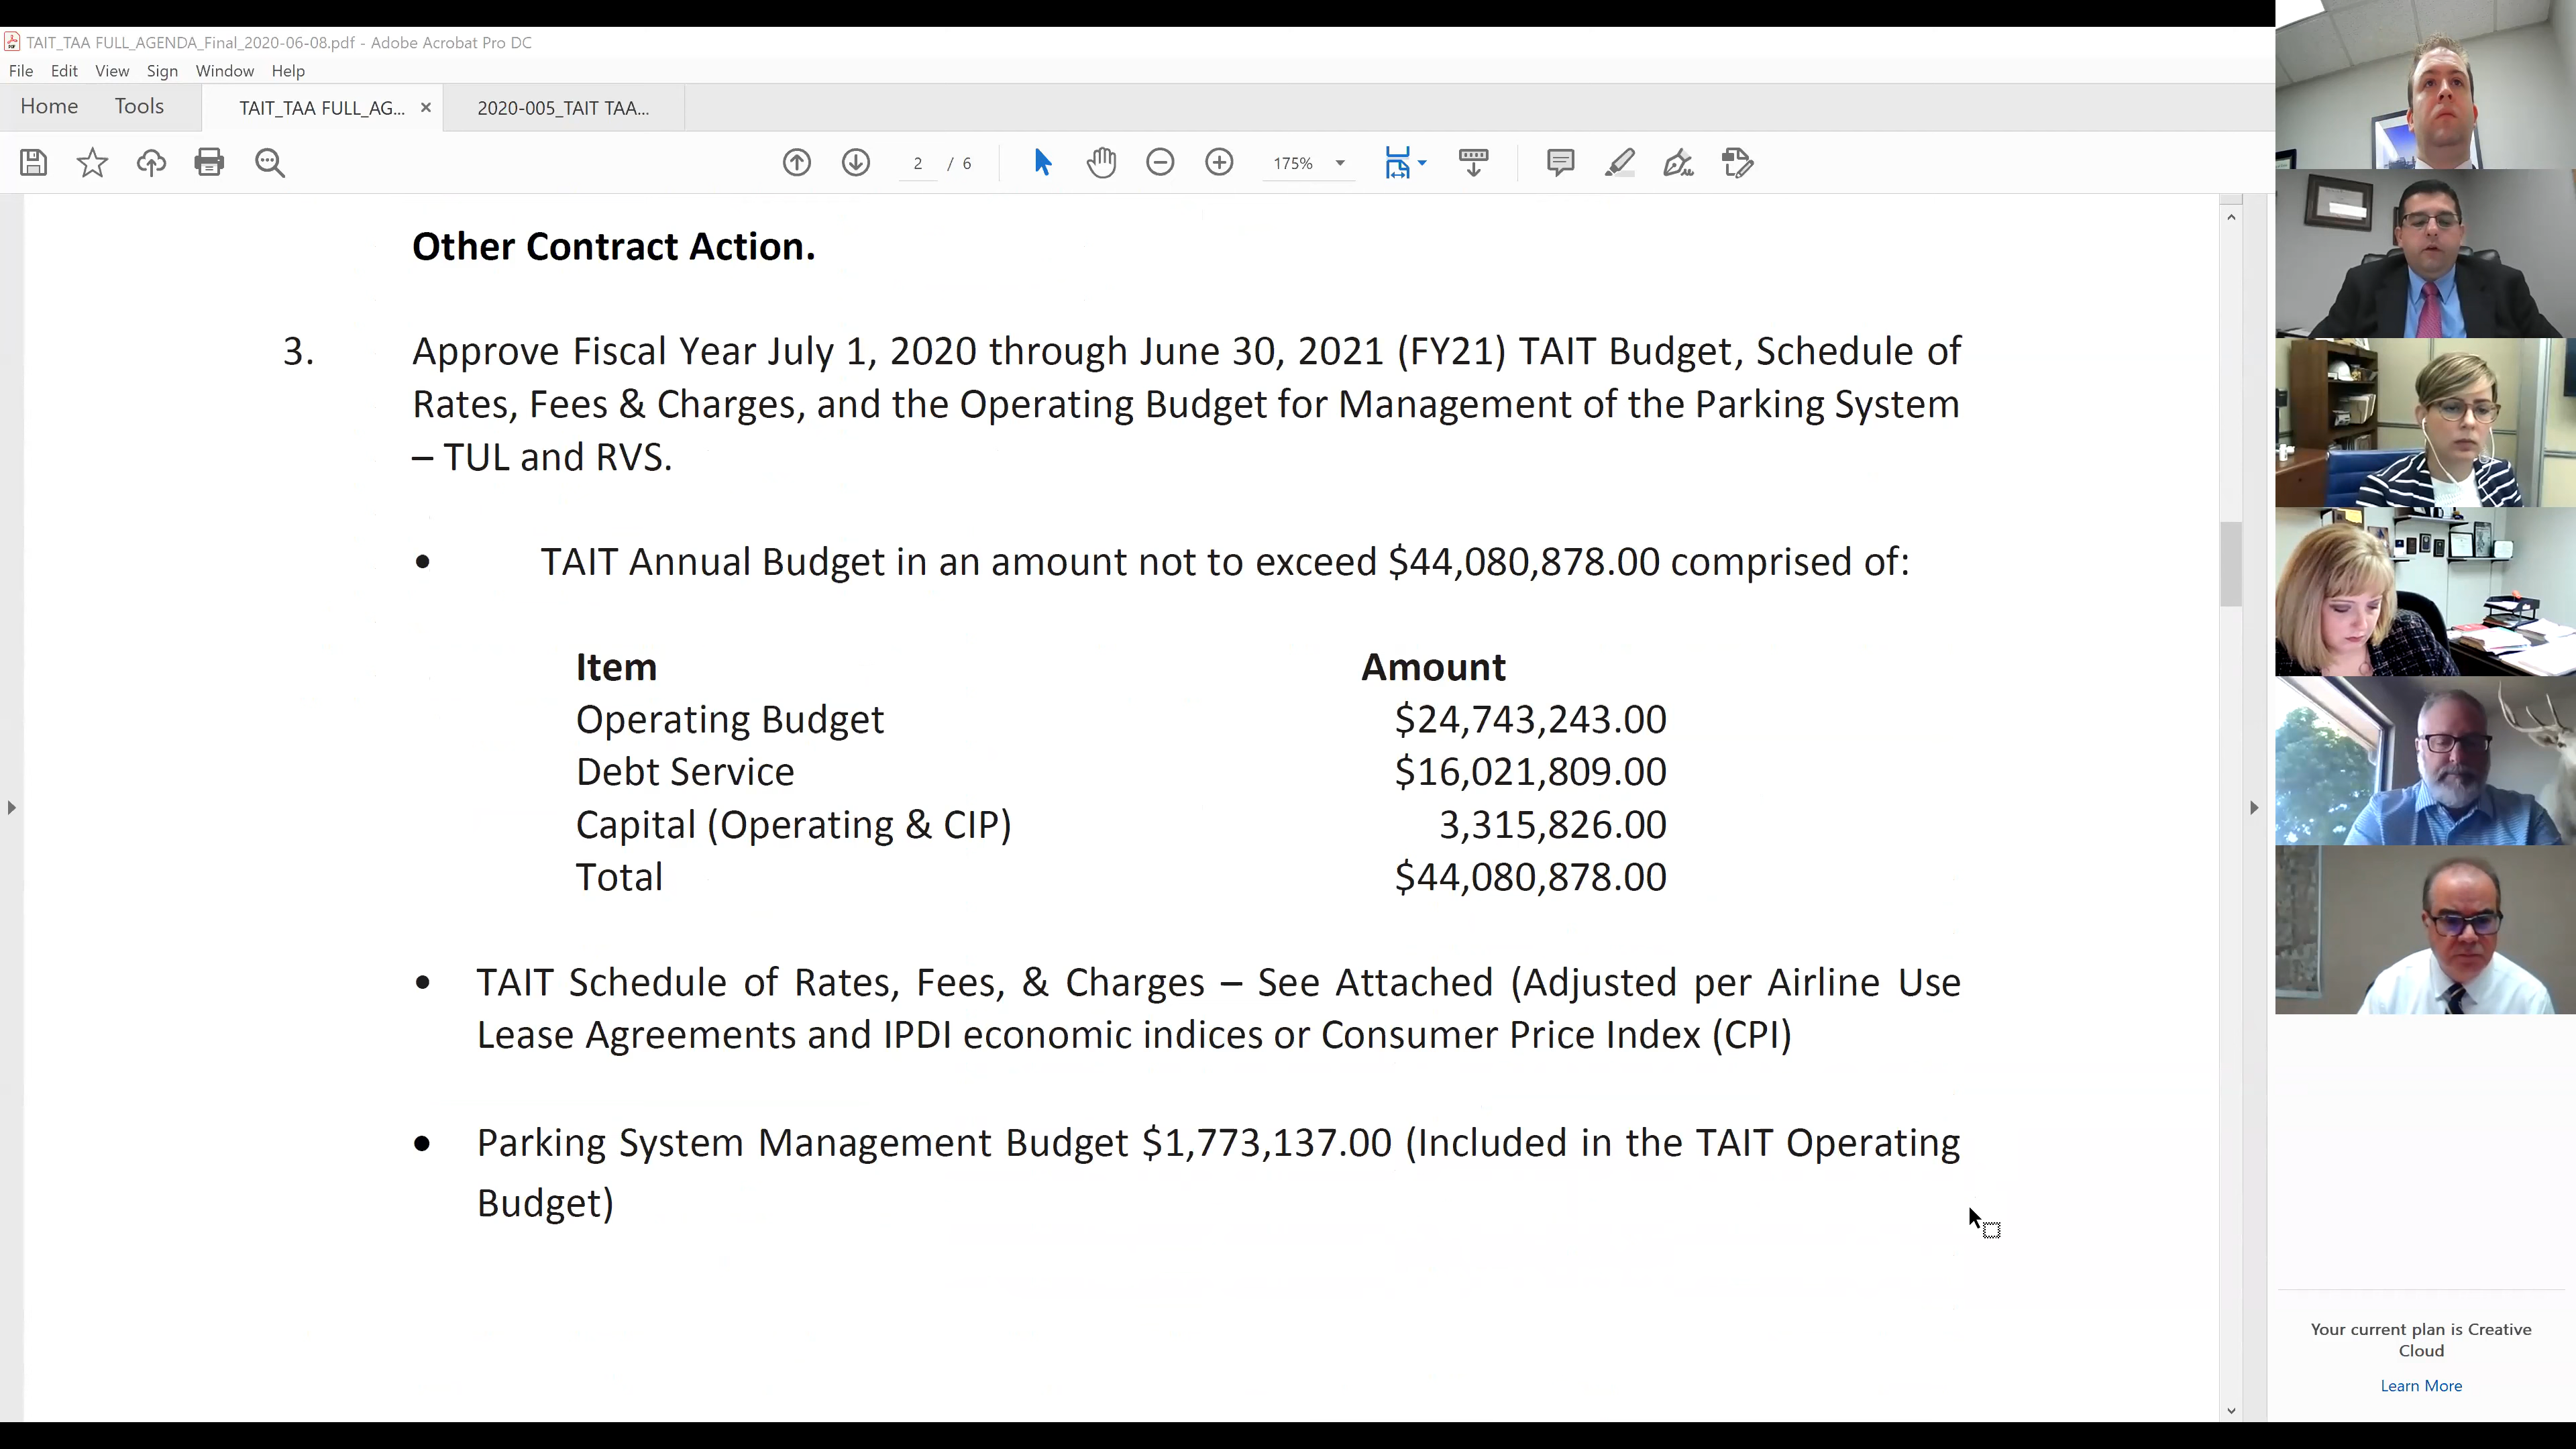 TAIT_TAA FULL_AGENDA_Final_2020-06-08.pdf - Adobe Acrobat Pro DC
File Edit View Sign Window Help
Home Tools TAIT_TAA FULL_AG... × 2020-005_TAIT TAA...
2 / 6 175%
Other Contract Action.
3. Approve Fiscal Year July 1, 2020 through June 30, 2021 (FY21) TAIT Budget, Schedule of
Rates, Fees & Charges, and the Operating Budget for Management of the Parking System
– TUL and RVS.
• TAIT Annual Budget in an amount not to exceed $44,080,878.00 comprised of:
Item Amount
Operating Budget $24,743,243.00
Debt Service $16,021,809.00
Capital (Operating & CIP) 3,315,826.00
Total $44,080,878.00
• TAIT Schedule of Rates, Fees, & Charges – See Attached (Adjusted per Airline Use
Lease Agreements and IPDI economic indices or Consumer Price Index (CPI)
• Parking System Management Budget $1,773,137.00 (Included in the TAIT Operating
Budget)
Your current plan is Creative
Cloud
Learn More